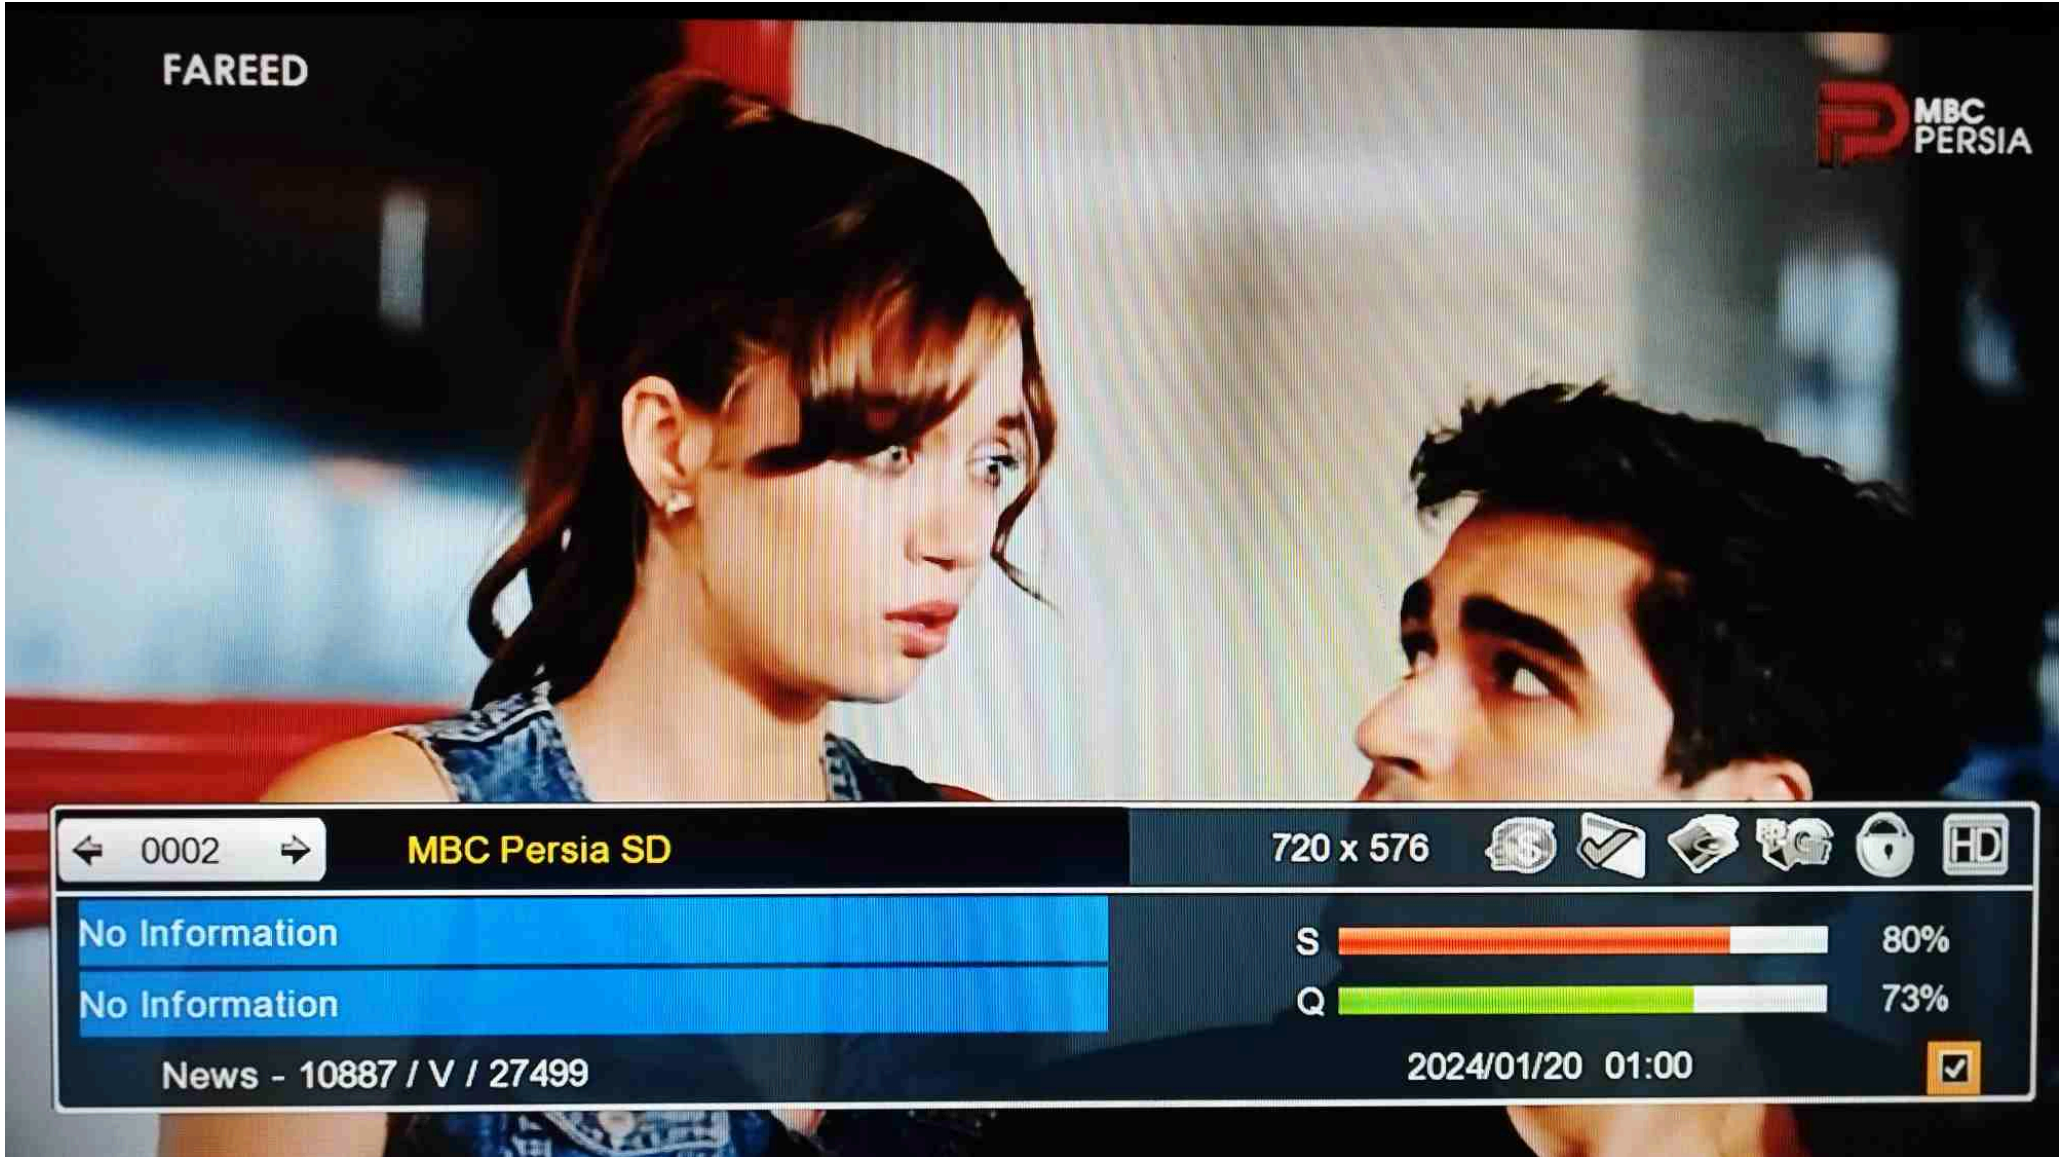 FAREED
MBC
PERSIA
0002
MBC Persia SD
720 x 576
HD
No Information
S
80%
No Information
Q
73%
News - 10887 / V / 27499
2024/01/20 01:00